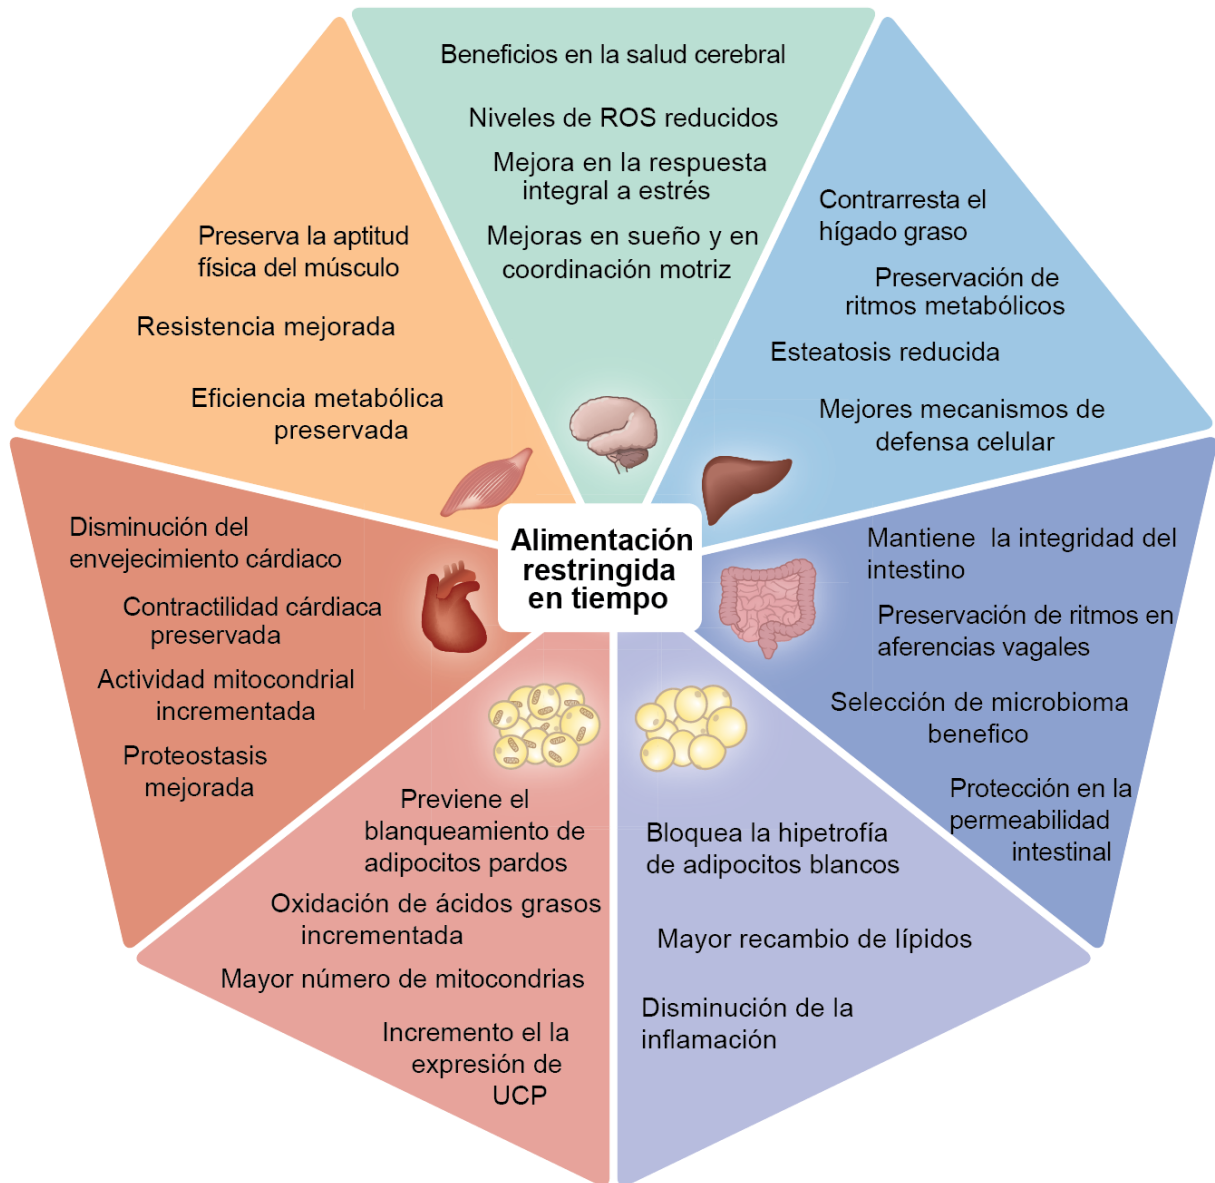 Beneficios en la salud cerebral
Niveles de ROS reducidos
Mejora en la respuesta
integral a estrés
Mejoras en sueño y en
coordinación motriz
Contrarresta el
hígado graso
Preservación de
ritmos metabólicos
Esteatosis reducida
Mejores mecanismos de
defensa celular
Mantiene  la integridad del
intestino
Preservación de ritmos en
aferencias vagales
Selección de microbioma
benefico
Protección en la
permeabilidad
intestinal
Bloquea la hipetrofía
de adipocitos blancos
Mayor recambio de lípidos
Disminución de la
inflamación
Previene el
blanqueamiento de
adipocitos pardos
Oxidación de ácidos grasos
incrementada
Mayor número de mitocondrias
Incremento el la
expresión de
UCP
Disminución del
envejecimiento cárdiaco
Contractilidad cárdiaca
preservada
Actividad mitocondrial
incrementada
Proteostasis
mejorada
Preserva la aptitud
física del músculo
Resistencia mejorada
Eficiencia metabólica
preservada
Alimentación
restringida
en tiempo